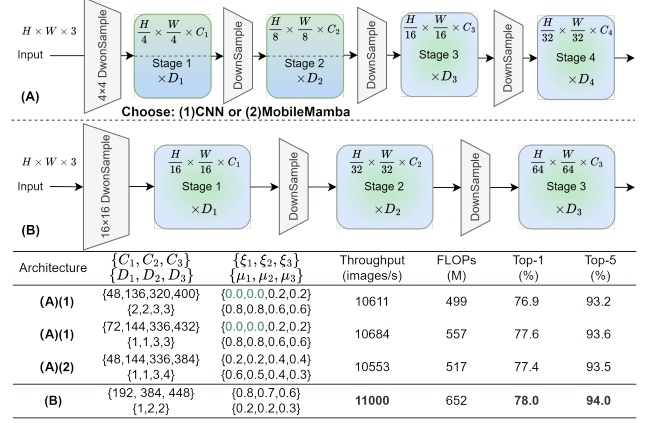 H × W × 3
Input
4×4 DwonSample
H/4 × W/4 × C₁
Stage 1
×D₁
DownSample
H/8 × W/8 × C₂
Stage 2
×D₂
DownSample
H/16 × W/16 × C₃
Stage 3
×D₃
DownSample
H/32 × W/32 × C₄
Stage 4
×D₄
(A)
Choose: (1)CNN or (2)MobileMamba
H × W × 3
Input
16×16 DwonSample
H/16 × W/16 × C₁
Stage 1
×D₁
DownSample
H/32 × W/32 × C₂
Stage 2
×D₂
DownSample
H/64 × W/64 × C₃
Stage 3
×D₃
(B)
Architecture {C₁, C₂, C₃} {ξ₁, ξ₂, ξ₃} Throughput FLOPs Top-1 Top-5
{D₁, D₂, D₃} {μ₁, μ₂, μ₃} (images/s) (M) (%) (%)
(A)(1) {48,136,320,400} {0.0,0.0,0.2,0.2} 10611 499 76.9 93.2
{2,2,3,3} {0.8,0.8,0.6,0.6}
(A)(1) {72,144,336,432} {0.0,0.0,0.2,0.2} 10684 557 77.6 93.6
{1,1,3,3} {0.8,0.8,0.6,0.6}
(A)(2) {48,144,336,384} {0.2,0.2,0.4,0.4} 10553 517 77.4 93.5
{1,1,3,4} {0.6,0.5,0.4,0.3}
(B) {192, 384, 448} {0.8,0.7,0.6} 11000 652 78.0 94.0
{1,2,2} {0.2,0.2,0.3}